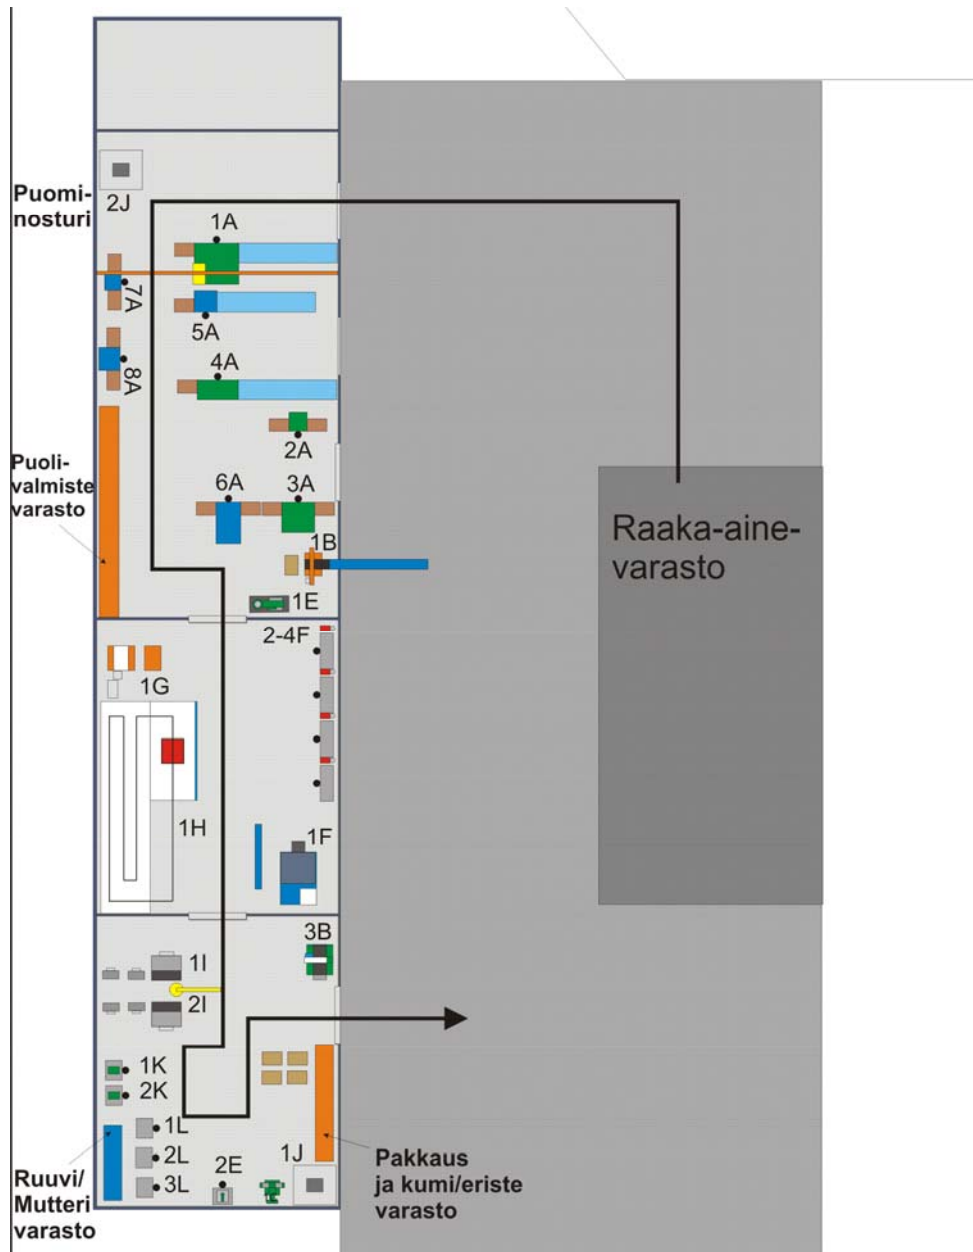 2J
Puomi-
nosturi
1A
7A
5A
8A
4A
2A
Puoli-
valmiste
varasto
6A
3A
Raaka-aine-
varasto
1B
1E
2-4F
1G
1H
1F
3B
1I
2I
1K
2K
1L
2L
3L
2E
1J
Ruuvi/
Mutteri
varasto
Pakkaus
ja kumi/eriste
varasto